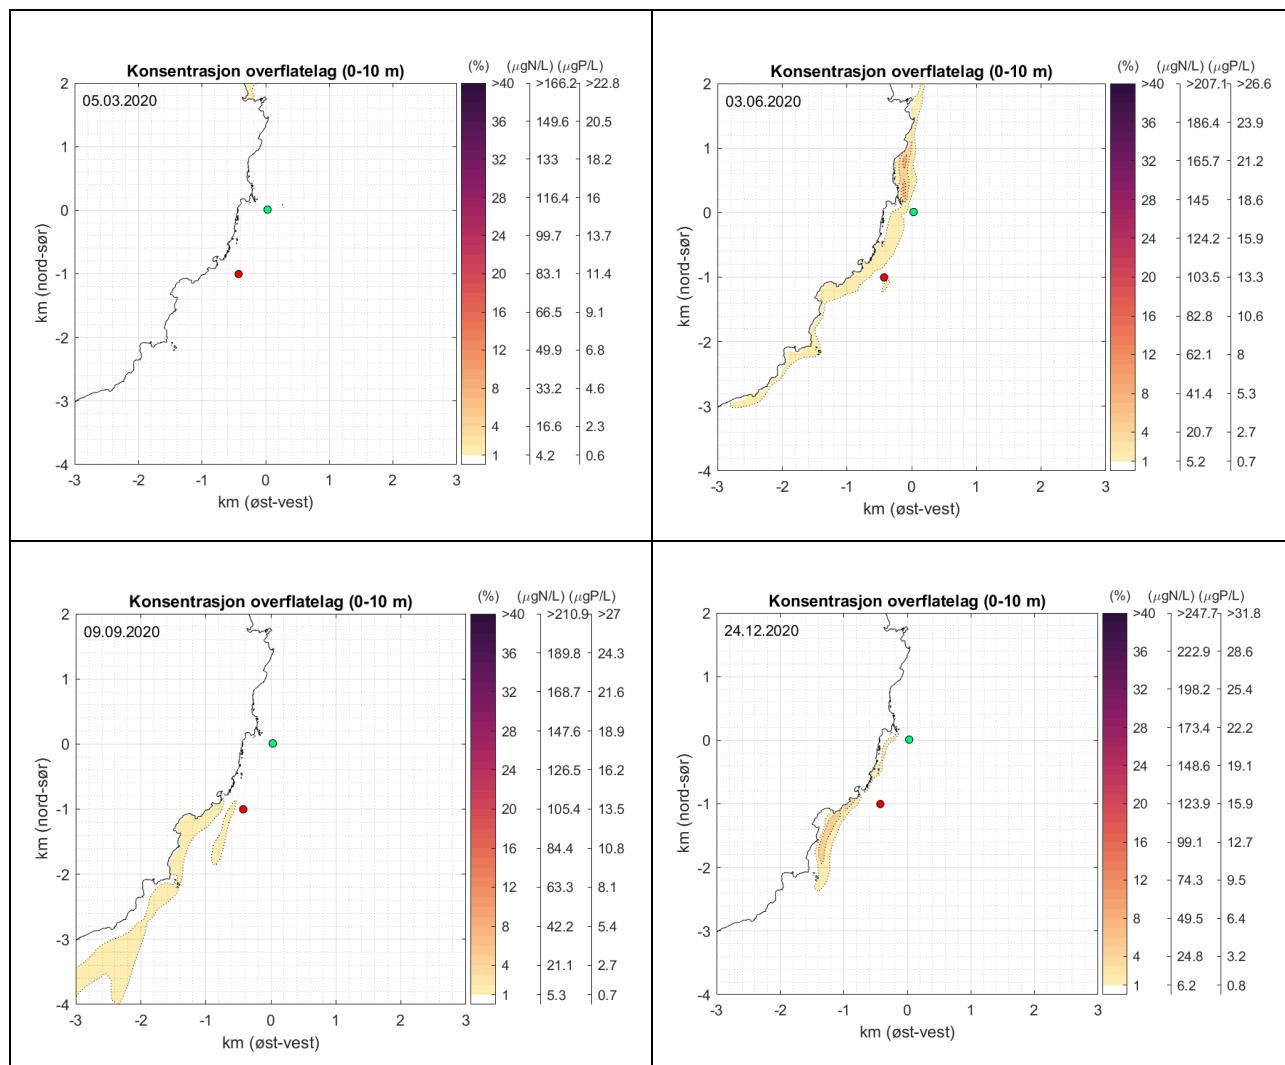 (%) (μgN/L) (μgP/L)
Konsentrasjon overflatelag (0-10 m)
05.03.2020
km (nord-sør)
2
1
0
-1
-2
-3
-4
-3 -2 -1 0 1 2 3
km (øst-vest)
>40 >166.2 >22.8
36 149.6 20.5
32 133 18.2
28 116.4 16
24 99.7 13.7
20 83.1 11.4
16 66.5 9.1
12 49.9 6.8
8 33.2 4.6
4 16.6 2.3
1 4.2 0.6
(%) (μgN/L) (μgP/L)
Konsentrasjon overflatelag (0-10 m)
03.06.2020
km (nord-sør)
2
1
0
-1
-2
-3
-4
-3 -2 -1 0 1 2 3
km (øst-vest)
>40 >207.1 >26.6
36 186.4 23.9
32 165.7 21.2
28 145 18.6
24 124.2 15.9
20 103.5 13.3
16 82.8 10.6
12 62.1 8
8 41.4 5.3
4 20.7 2.7
1 5.2 0.7
(%) (μgN/L) (μgP/L)
Konsentrasjon overflatelag (0-10 m)
09.09.2020
km (nord-sør)
2
1
0
-1
-2
-3
-4
-3 -2 -1 0 1 2 3
km (øst-vest)
>40 >210.9 >27
36 189.8 24.3
32 168.7 21.6
28 147.6 18.9
24 126.5 16.2
20 105.4 13.5
16 84.4 10.8
12 63.3 8.1
8 42.2 5.4
4 21.1 2.7
1 5.3 0.7
(%) (μgN/L) (μgP/L)
Konsentrasjon overflatelag (0-10 m)
24.12.2020
km (nord-sør)
2
1
0
-1
-2
-3
-4
-3 -2 -1 0 1 2 3
km (øst-vest)
>40 >247.7 >31.8
36 222.9 28.6
32 198.2 25.4
28 173.4 22.2
24 148.6 19.1
20 123.9 15.9
16 99.1 12.7
12 74.3 9.5
8 49.5 6.4
4 24.8 3.2
1 6.2 0.8